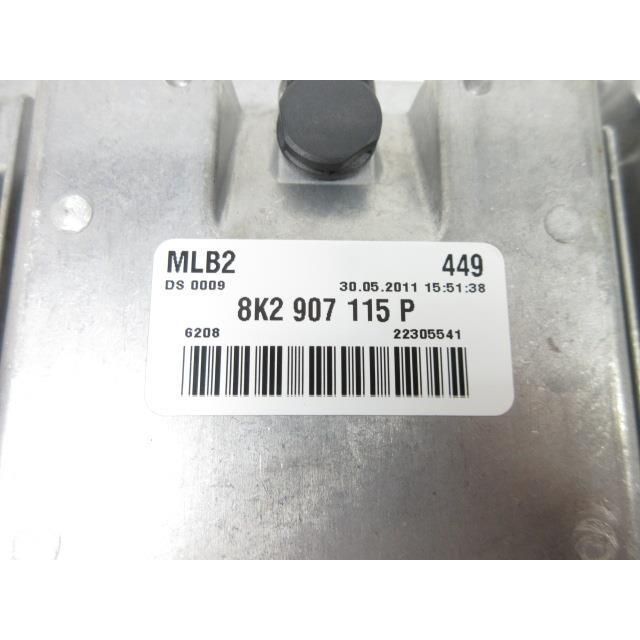 MLB2 449
DS 0009 30.05.2011 15:51:38
8K2 907 115 P
6208 22305541